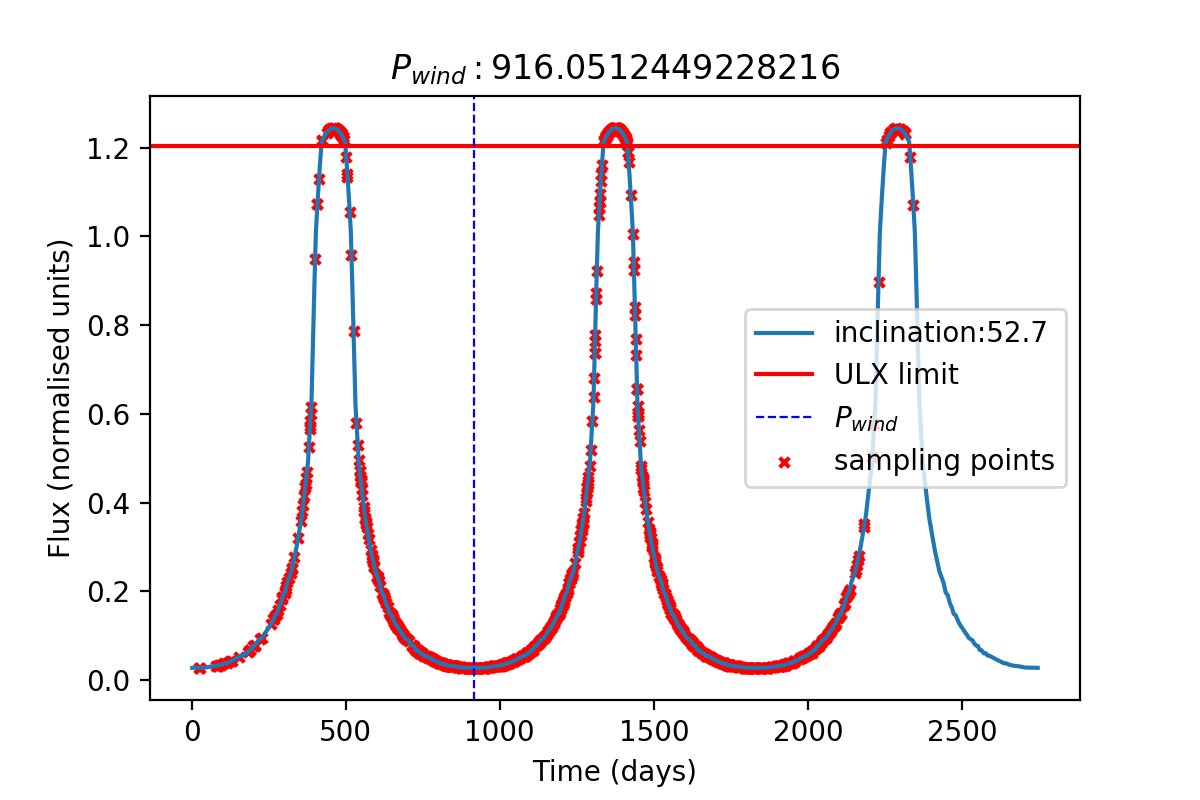 P_wind : 916.0512449228216
1.2
1.0
0.8
0.6
0.4
0.2
0.0
Flux (normalised units)
inclination:52.7
ULX limit
P_wind
sampling points
0 500 1000 1500 2000 2500
Time (days)